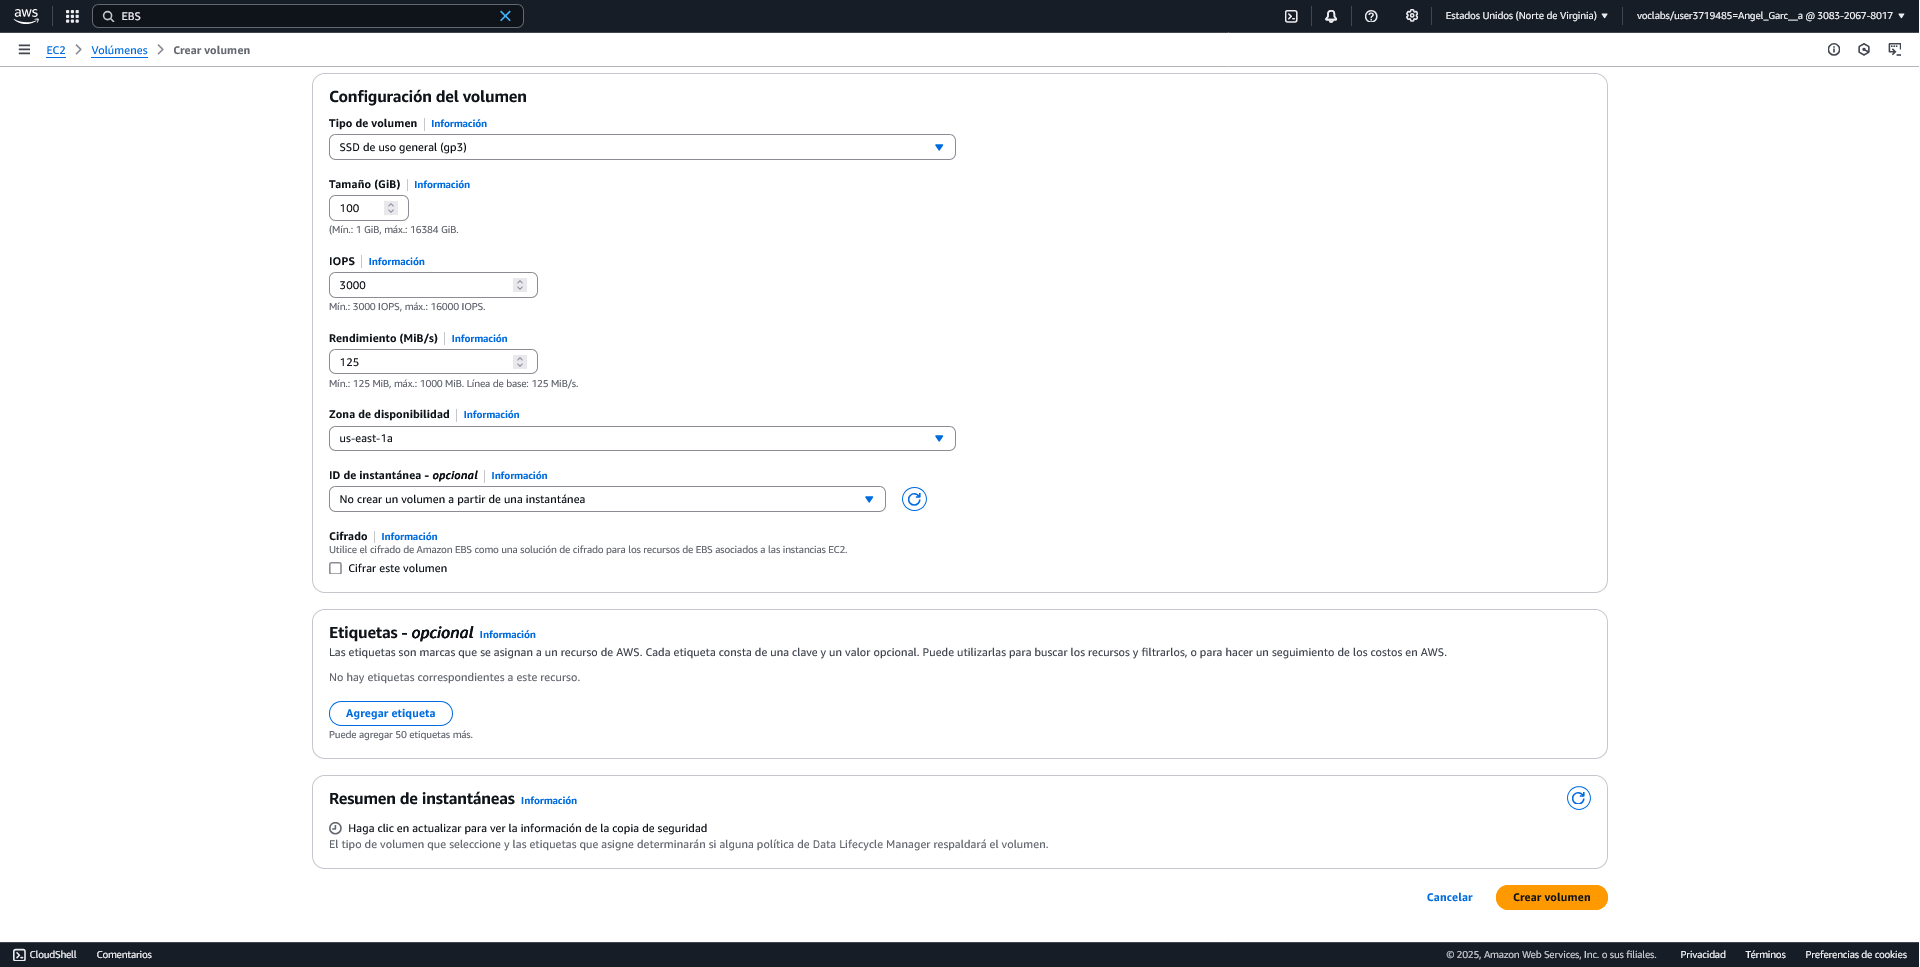 aws
EBS
Estados Unidos (Norte de Virginia)
voclabs/user3719485=Angel_Garc__a @ 3083-2067-8017
EC2 > Volúmenes > Crear volumen
Configuración del volumen
Tipo de volumen | Información
SSD de uso general (gp3)
Tamaño (GiB) | Información
100
(Mín.: 1 GiB, máx.: 16384 GiB.
IOPS | Información
3000
Mín.: 3000 IOPS, máx.: 16000 IOPS.
Rendimiento (MiB/s) | Información
125
Mín.: 125 MiB, máx.: 1000 MiB. Línea de base: 125 MiB/s.
Zona de disponibilidad | Información
us-east-1a
ID de instantánea - opcional | Información
No crear un volumen a partir de una instantánea
Cifrado | Información
Utilice el cifrado de Amazon EBS como una solución de cifrado para los recursos de EBS asociados a las instancias EC2.
Cifrar este volumen
Etiquetas - opcional Información
Las etiquetas son marcas que se asignan a un recurso de AWS. Cada etiqueta consta de una clave y un valor opcional. Puede utilizarlas para buscar los recursos y filtrarlos, o para hacer un seguimiento de los costos en AWS.
No hay etiquetas correspondientes a este recurso.
Agregar etiqueta
Puede agregar 50 etiquetas más.
Resumen de instantáneas Información
Haga clic en actualizar para ver la información de la copia de seguridad
El tipo de volumen que seleccione y las etiquetas que asigne determinarán si alguna política de Data Lifecycle Manager respaldará el volumen.
Cancelar
Crear volumen
CloudShell
Comentarios
© 2025, Amazon Web Services, Inc. o sus filiales.
Privacidad
Términos
Preferencias de cookies